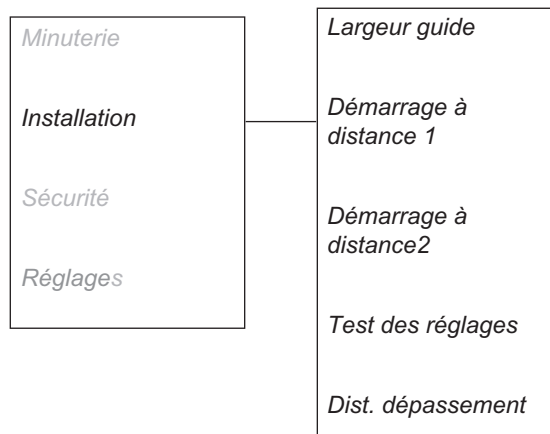 Minuterie
Installation
Sécurité
Réglages
Largeur guide
Démarrage à
distance 1
Démarrage à
distance2
Test des réglages
Dist. dépassement